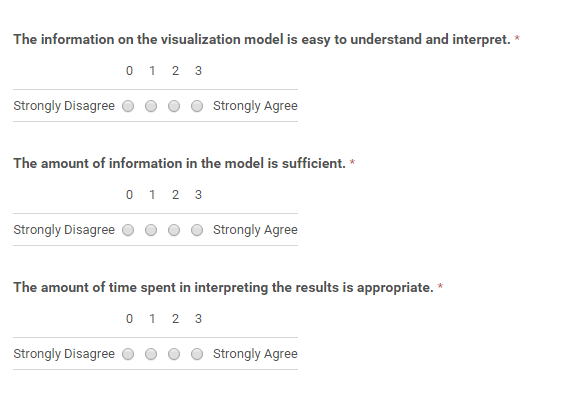 The information on the visualization model is easy to understand and interpret. *
0 1 2 3
Strongly Disagree Strongly Agree
The amount of information in the model is sufficient. *
0 1 2 3
Strongly Disagree Strongly Agree
The amount of time spent in interpreting the results is appropriate. *
0 1 2 3
Strongly Disagree Strongly Agree